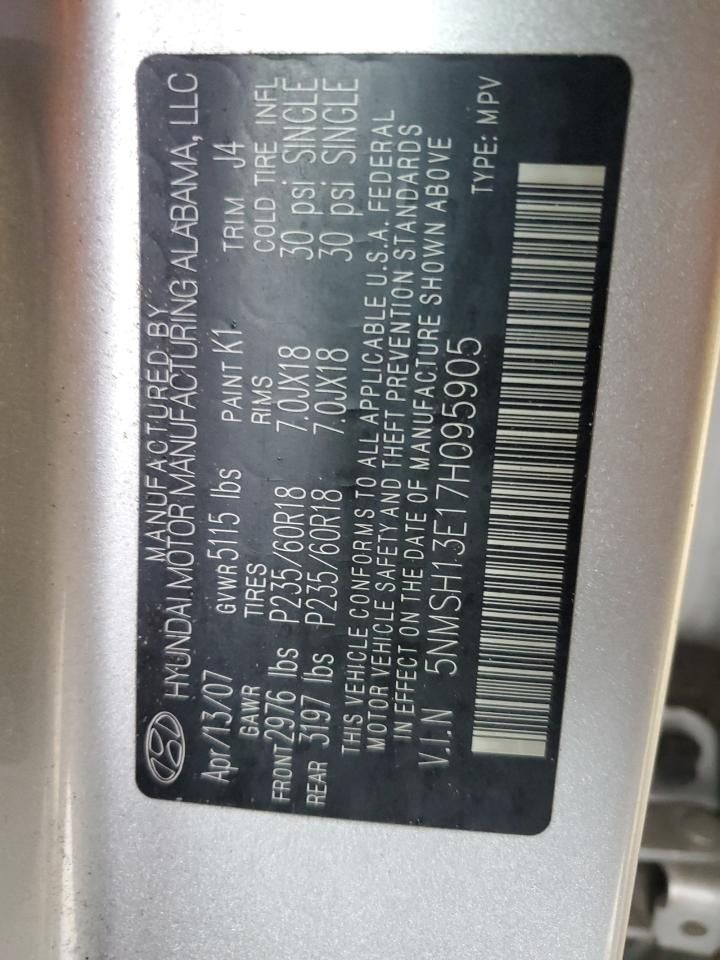 MANUFACTURED BY
HYUNDAI MOTOR MANUFACTURING ALABAMA, LLC
Apr/13/07 GVWR 5115 lbs PAINT K1 TRIM J4
GAWR TIRES RIMS COLD TIRE INFL
FRONT 2976 lbs P235/60R18 7.0JX18 30 psi SINGLE
REAR 3197 lbs P235/60R18 7.0JX18 30 psi SINGLE
THIS VEHICLE CONFORMS TO ALL APPLICABLE U.S.A. FEDERAL
MOTOR VEHICLE SAFETY AND THEFT PREVENTION STANDARDS
IN EFFECT ON THE DATE OF MANUFACTURE SHOWN ABOVE
V.I.N 5NMSH13E17H095905 TYPE: MPV